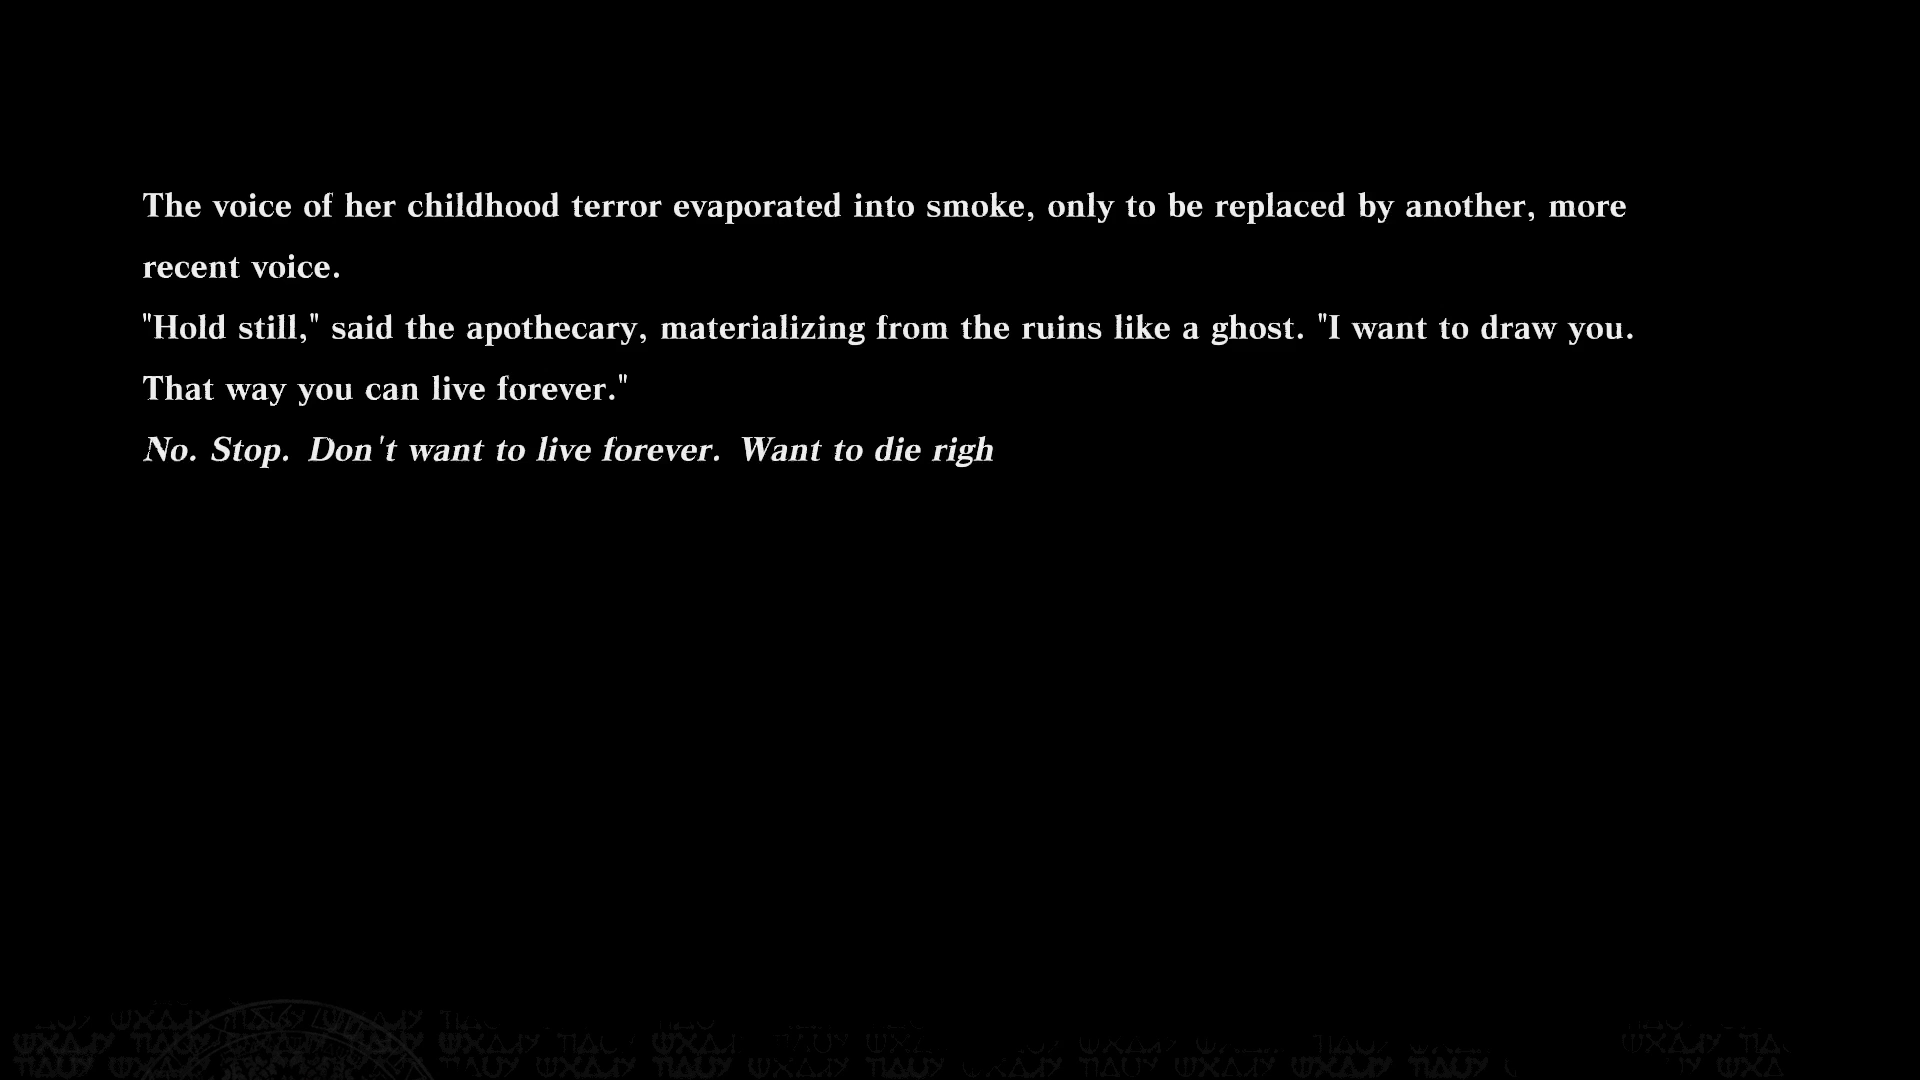 The voice of her childhood terror evaporated into smoke, only to be replaced by another, more
recent voice.
"Hold still," said the apothecary, materializing from the ruins like a ghost. "I want to draw you.
That way you can live forever."
No. Stop. Don't want to live forever. Want to die righ